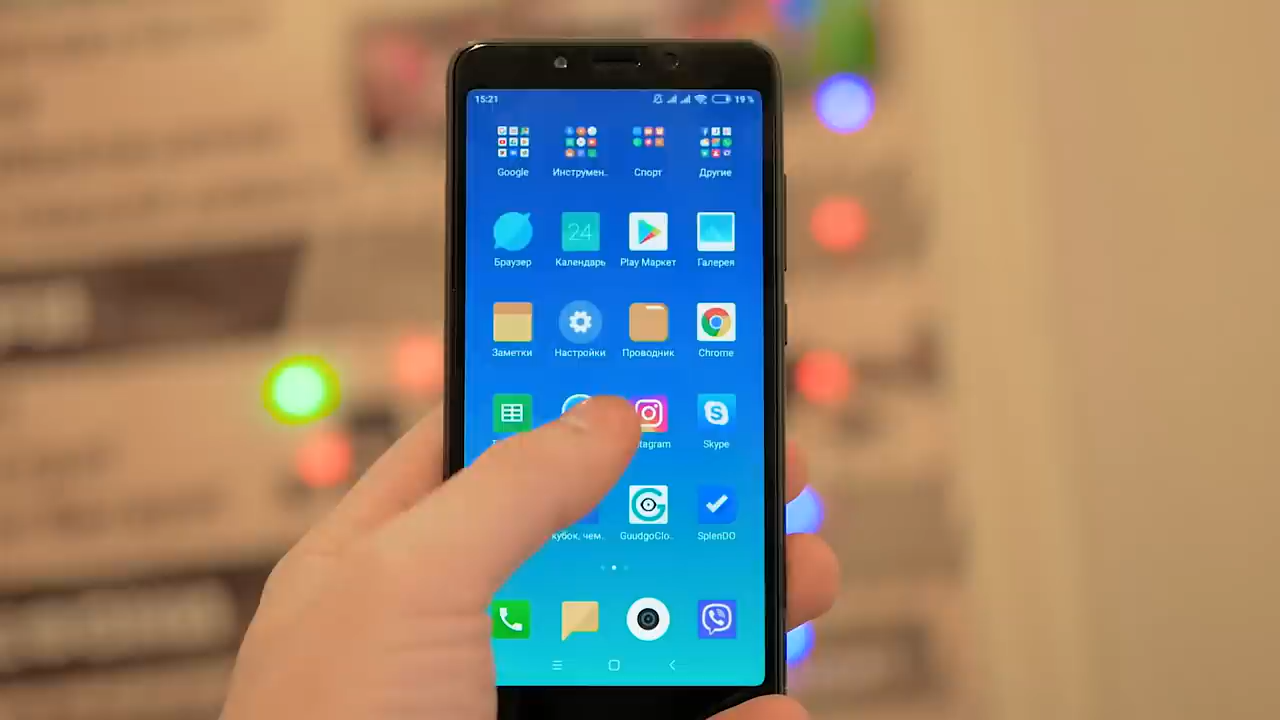 15:21 19%
Google Инструмен.. Спорт Другие
24
Браузер Календарь Play Маркет Галерея
Заметки Настройки Проводник Chrome
tagram Skype
кубок, чем.. GuudgoClo.. SplenDO